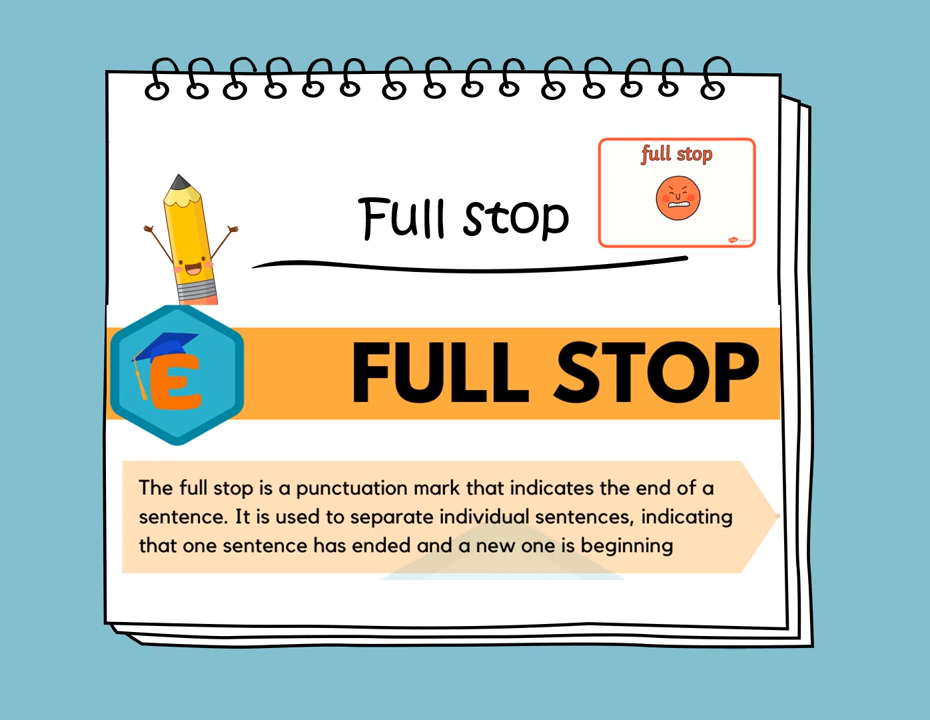 full stop
Full stop
E
FULL STOP
The full stop is a punctuation mark that indicates the end of a
sentence. It is used to separate individual sentences, indicating
that one sentence has ended and a new one is beginning